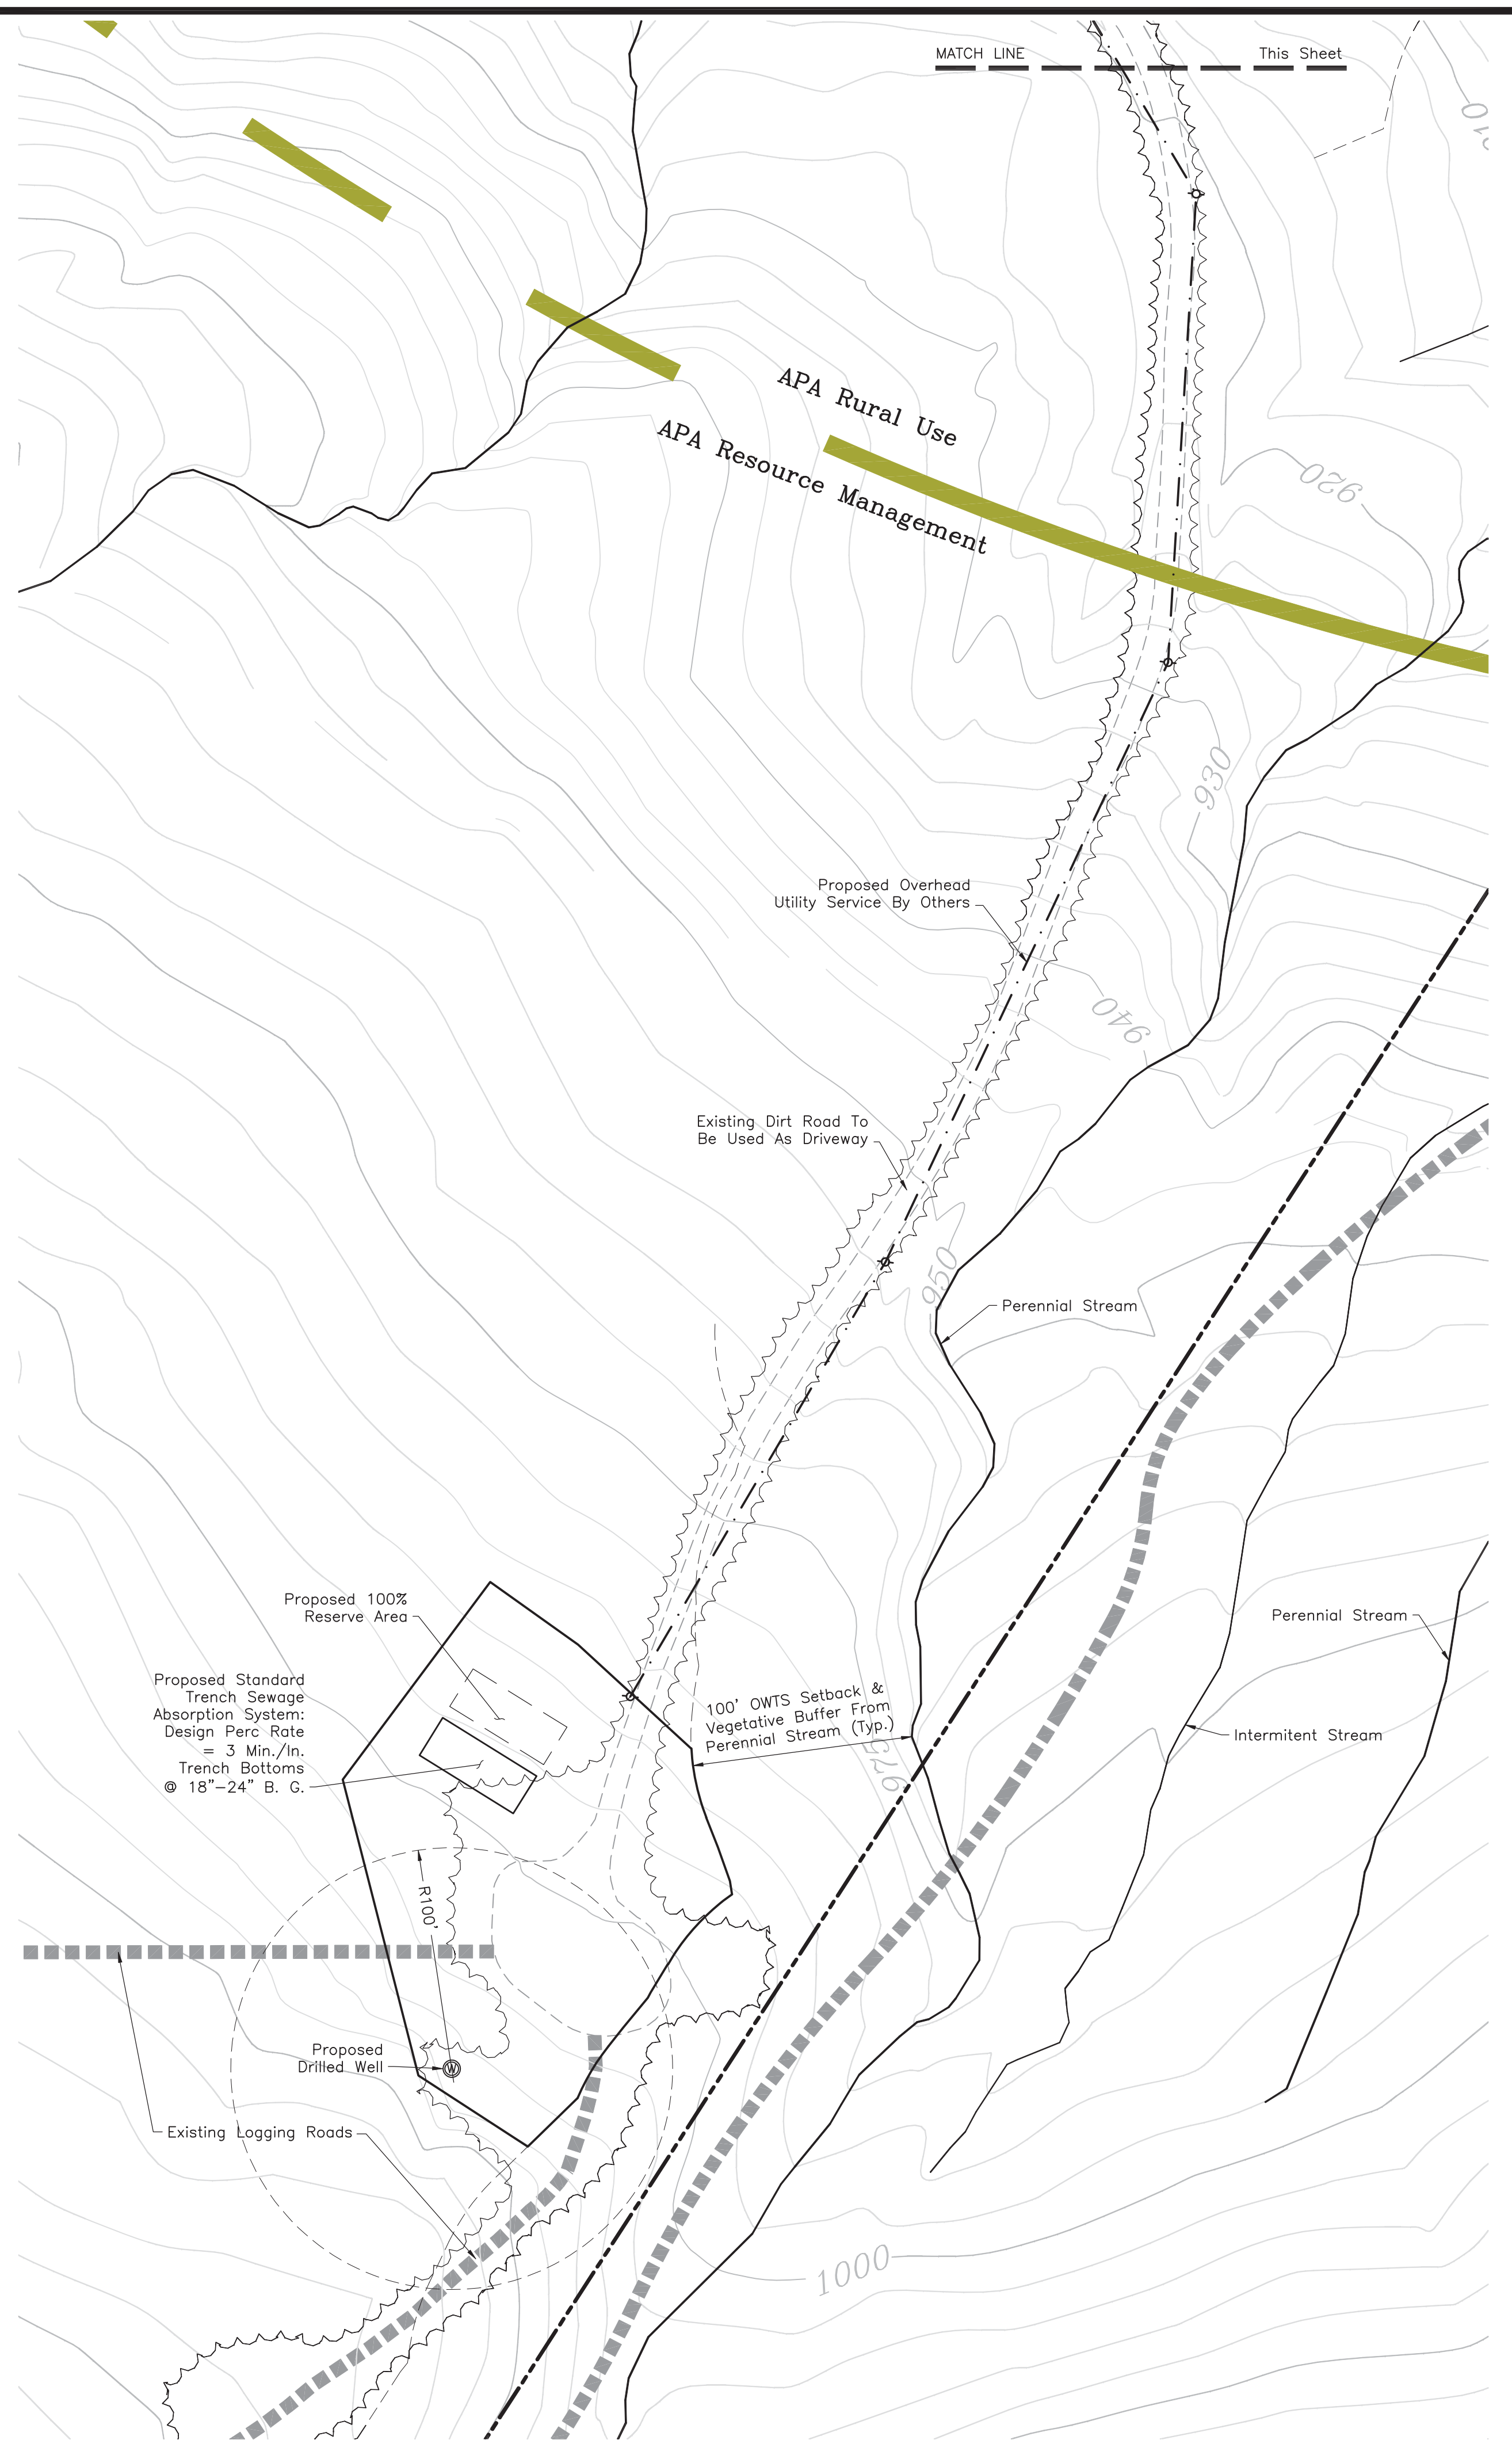 MATCH LINE
This Sheet
APA Rural Use
APA Resource Management
920
930
Proposed Overhead
Utility Service By Others
940
Existing Dirt Road To
Be Used As Driveway
950
Perennial Stream
Proposed 100%
Reserve Area
Perennial Stream
Proposed Standard
Trench Sewage
Absorption System:
Design Perc Rate
= 3 Min./In.
Trench Bottoms
@ 18"-24" B. G.
100' OWTS Setback &
Vegetative Buffer From
Perennial Stream (Typ.)
Intermitent Stream
975
R100'
Proposed
Drilled Well
W
Existing Logging Roads
1000